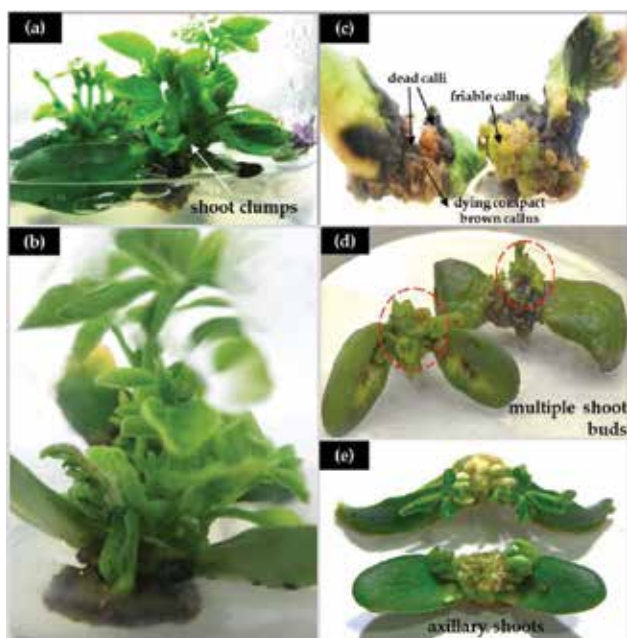 (a)
shoot clumps
(b)
(c)
dead calli
friable callus
dying compact
brown callus
(d)
multiple shoot
buds
(e)
axillary shoots